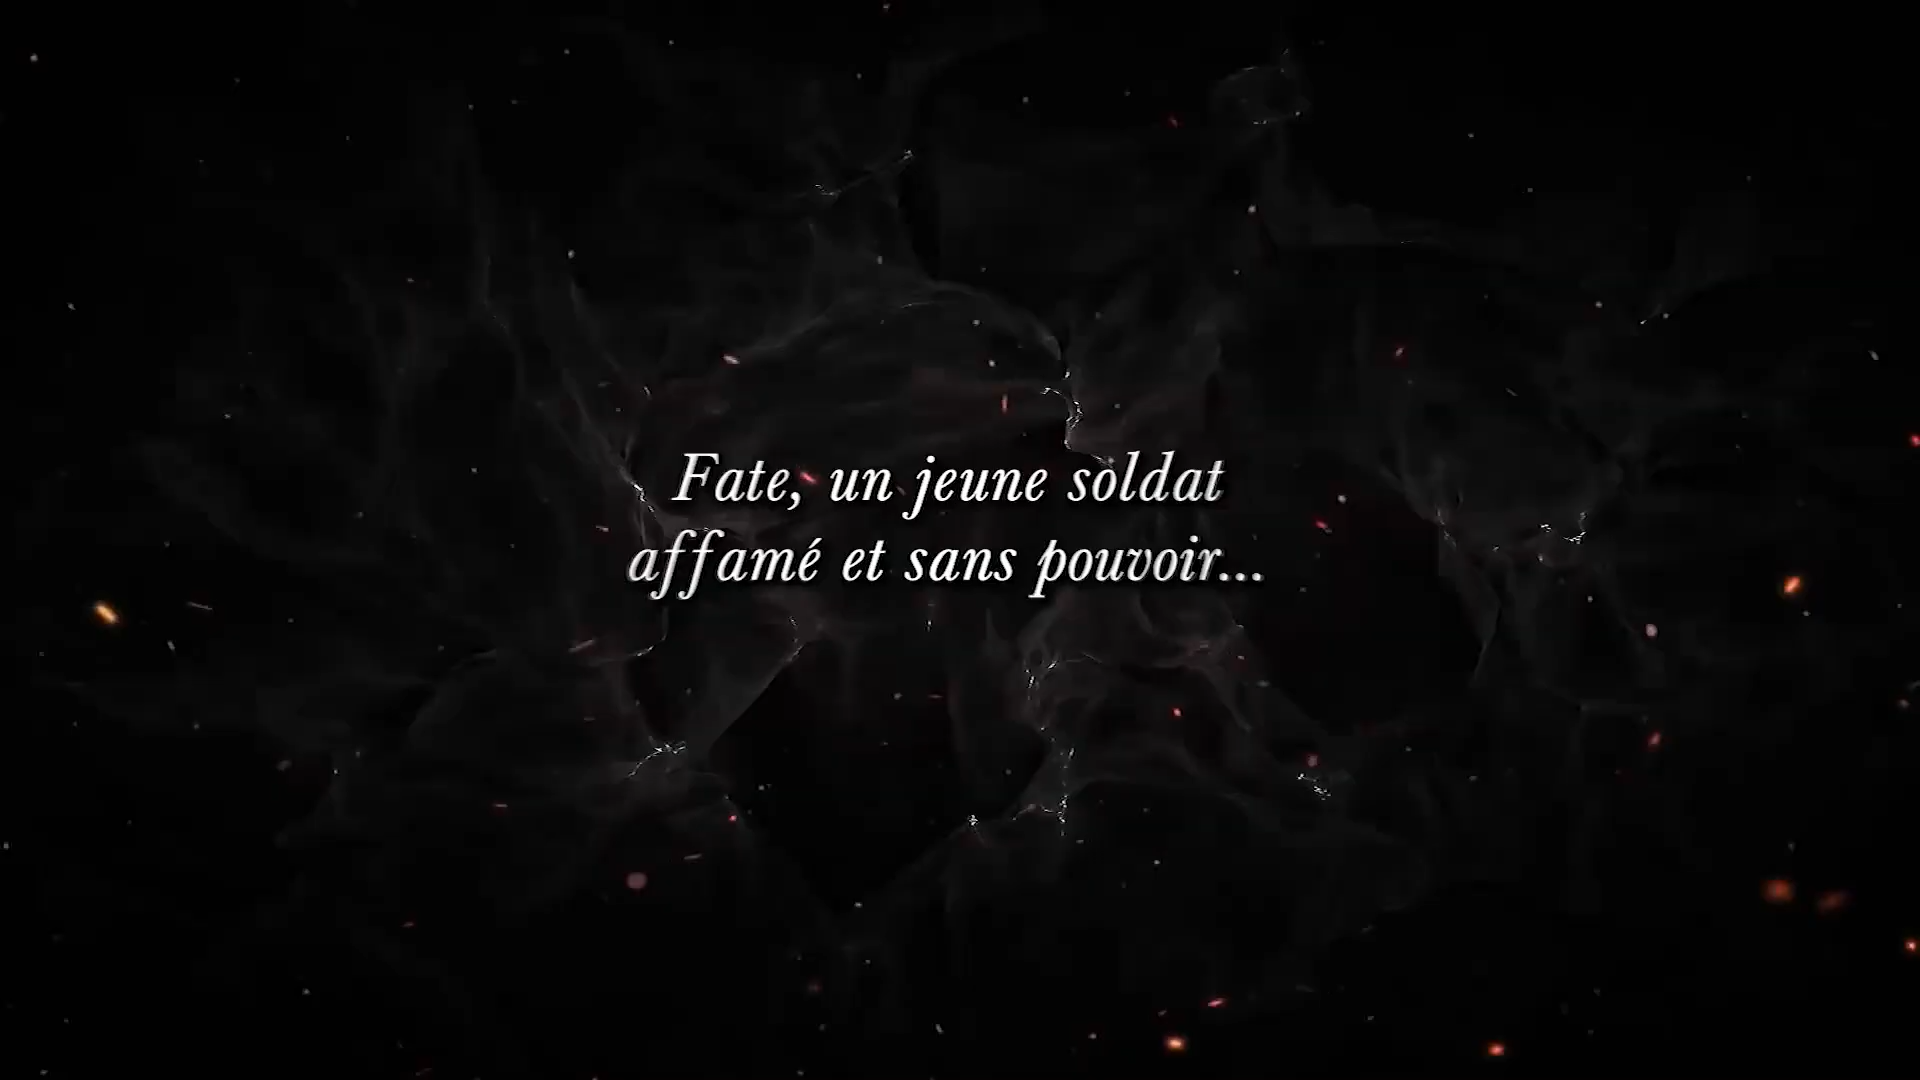 Fate, un jeune soldat
affamé et sans pouvoir...